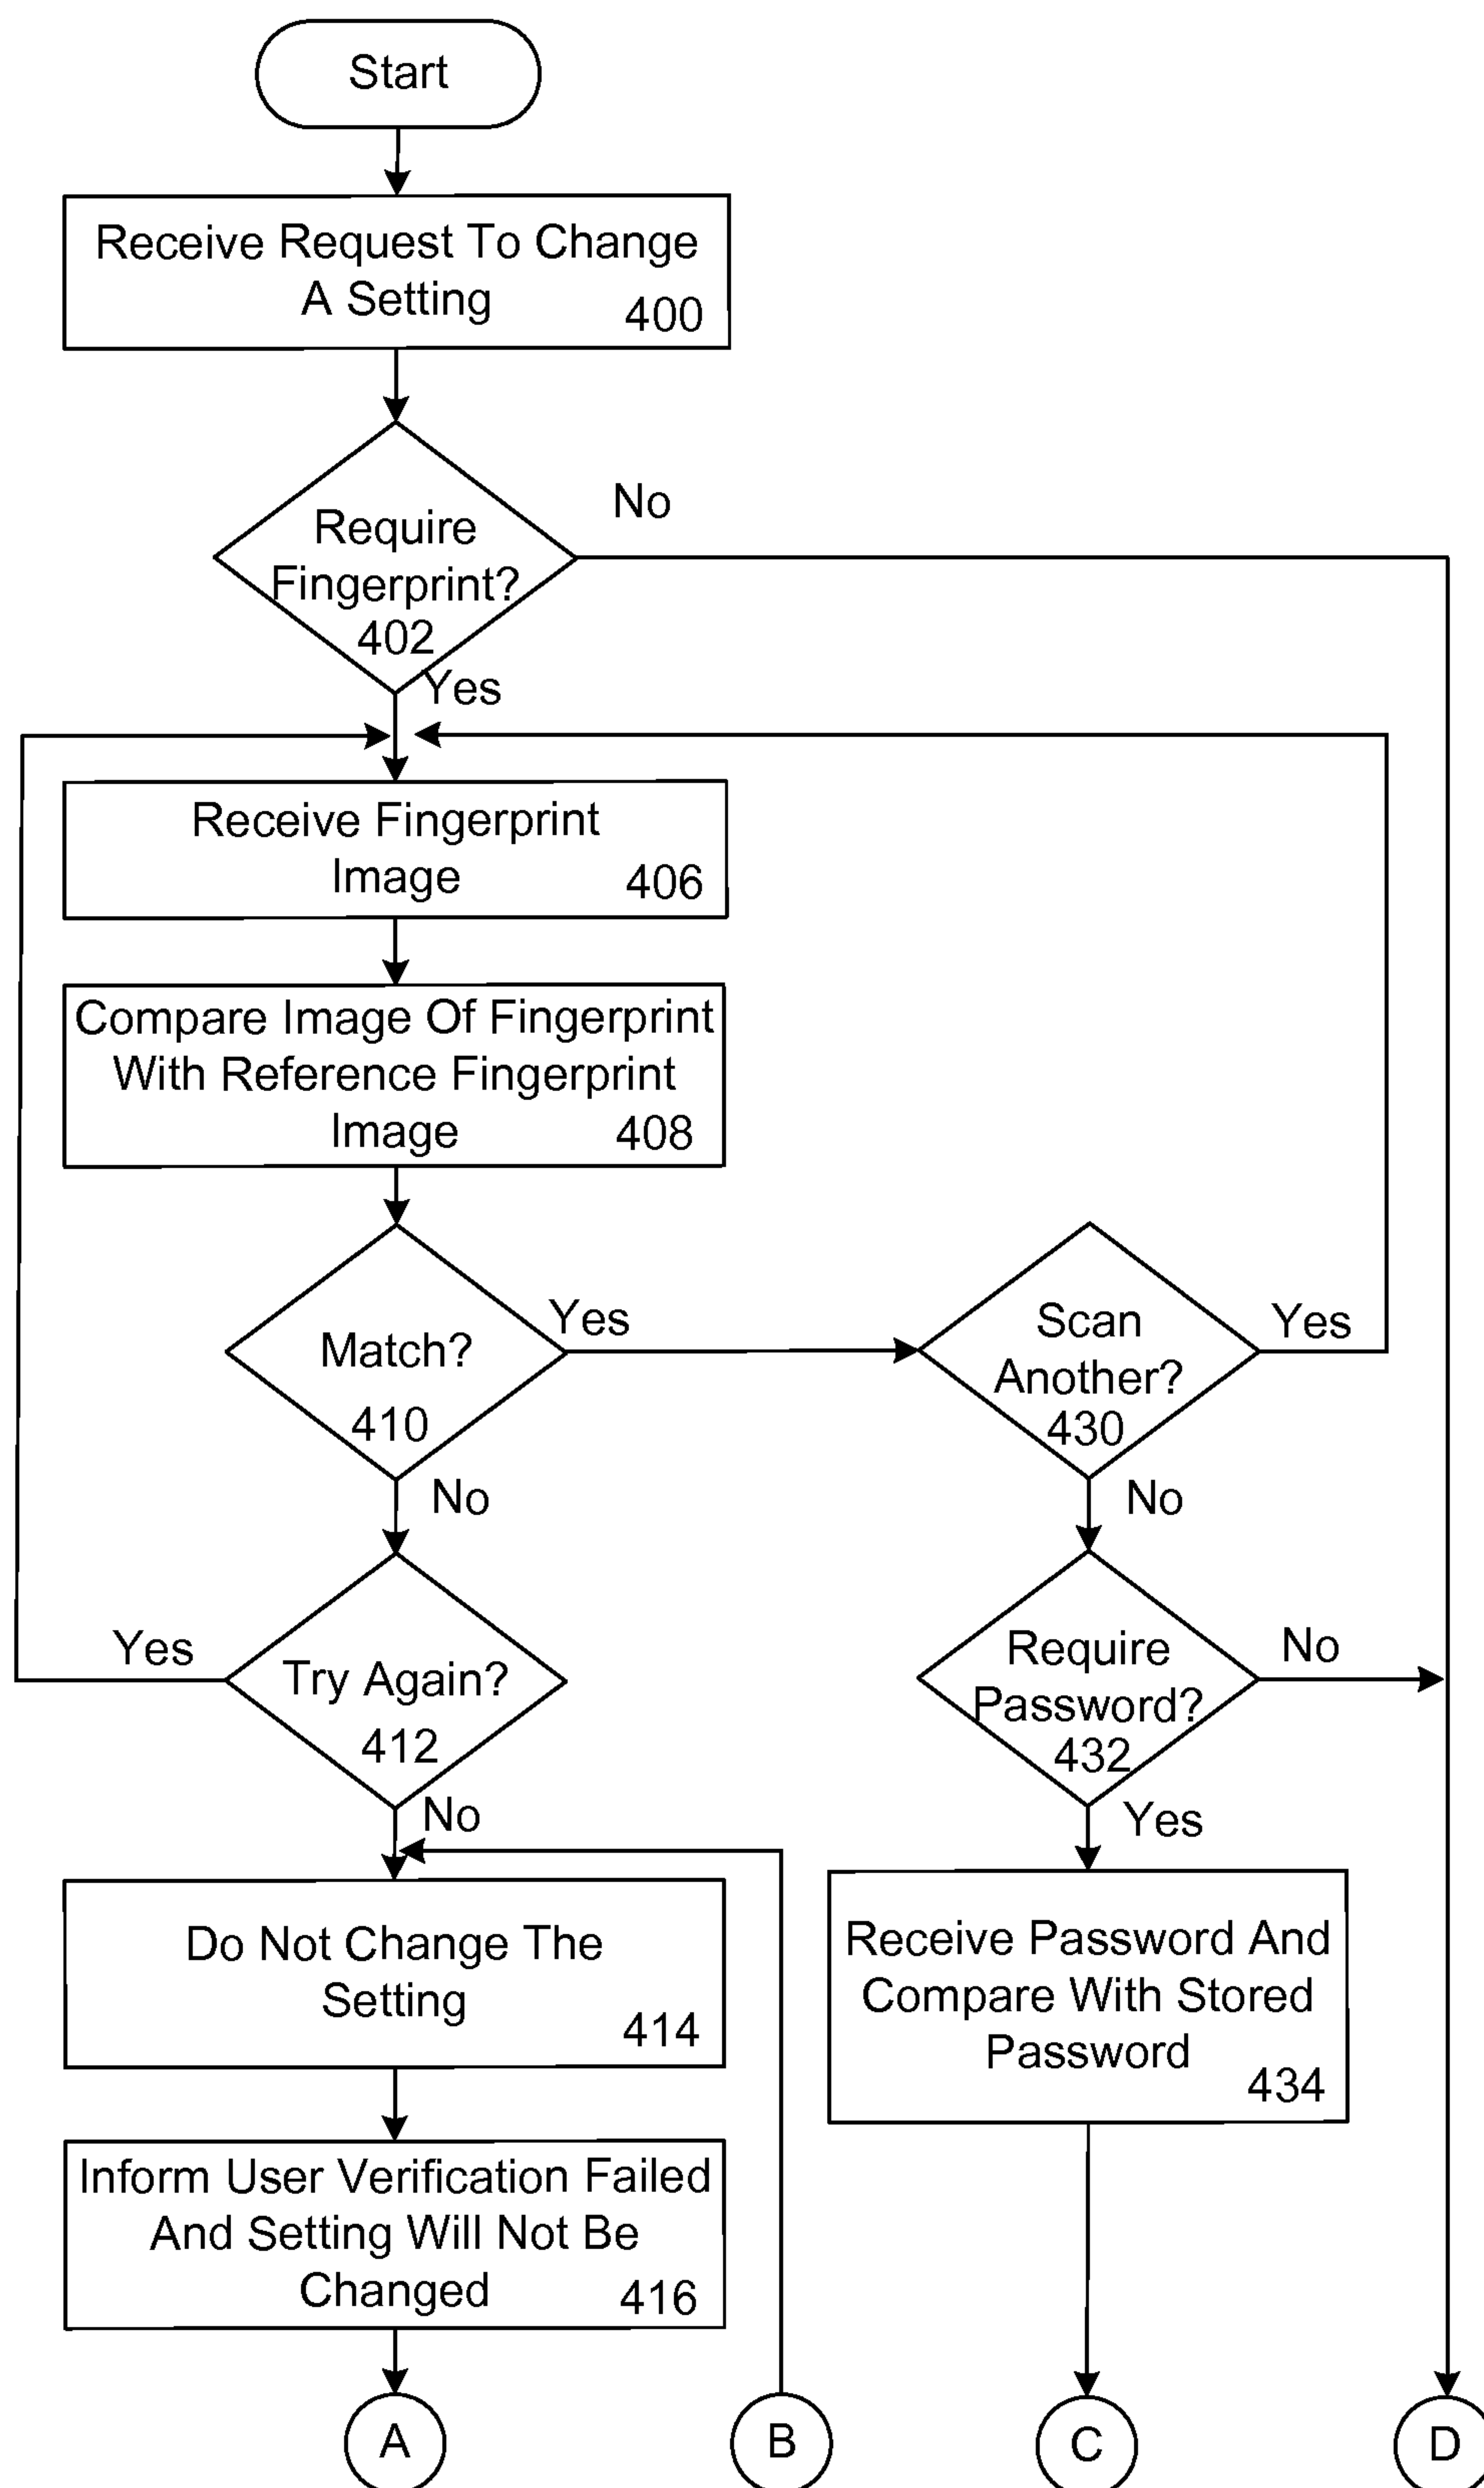 Start
Receive Request To Change
A Setting
400
No
Require
Fingerprint?
402
Yes
Receive Fingerprint
Image
406
Compare Image Of Fingerprint
With Reference Fingerprint
Image
408
Match?
410
Yes
Scan
Another?
430
Yes
No
No
Try Again?
412
Yes
No
Require
Password?
432
No
Yes
Do Not Change The
Setting
414
Receive Password And
Compare With Stored
Password
434
Inform User Verification Failed
And Setting Will Not Be
Changed
416
A
B
C
D